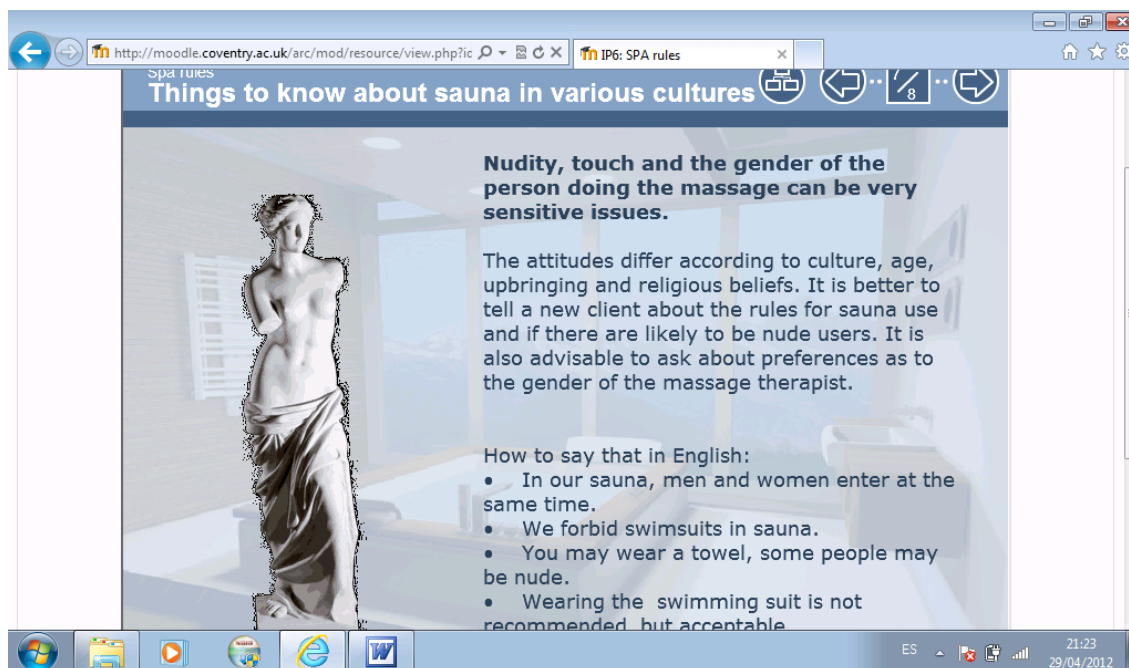 http://moodle.coventry.ac.uk/arc/mod/resource/view.php?ic
IP6: SPA rules
Spa rules
Things to know about sauna in various cultures
7/8
Nudity, touch and the gender of the
person doing the massage can be very
sensitive issues.
The attitudes differ according to culture, age,
upbringing and religious beliefs. It is better to
tell a new client about the rules for sauna use
and if there are likely to be nude users. It is
also advisable to ask about preferences as to
the gender of the massage therapist.
How to say that in English:
• In our sauna, men and women enter at the
same time.
• We forbid swimsuits in sauna.
• You may wear a towel, some people may
be nude.
• Wearing the swimming suit is not
recommended, but acceptable
ES
21:23
29/04/2012